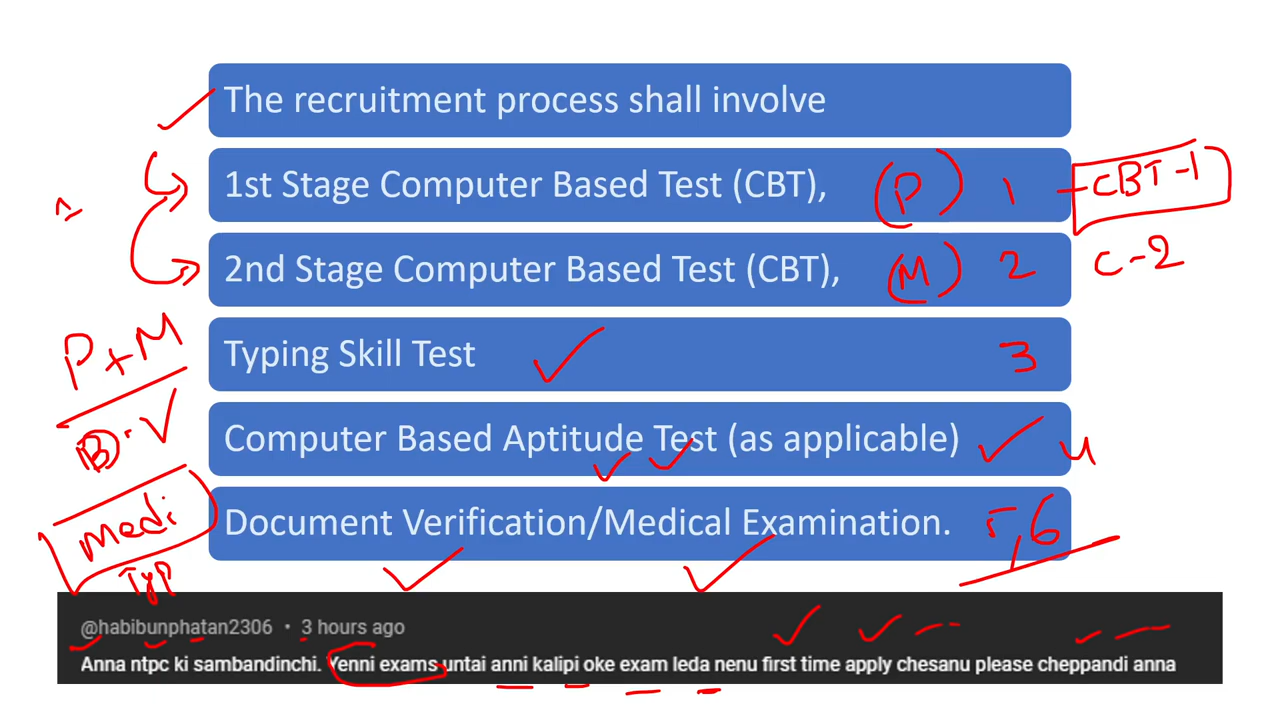 The recruitment process shall involve
1st Stage Computer Based Test (CBT), (P) 1 CBT-1
2nd Stage Computer Based Test (CBT), (M) 2 C-2
P+M
Typing Skill Test 3
B.V
Computer Based Aptitude Test (as applicable) 4
Medi
Document Verification/Medical Examination. 5,6
Typ
@habibunphatan2306 • 3 hours ago
Anna ntpc ki sambandinchi. Yenni exams untai anni kalipi oke exam leda nenu first time apply chesanu please cheppandi anna